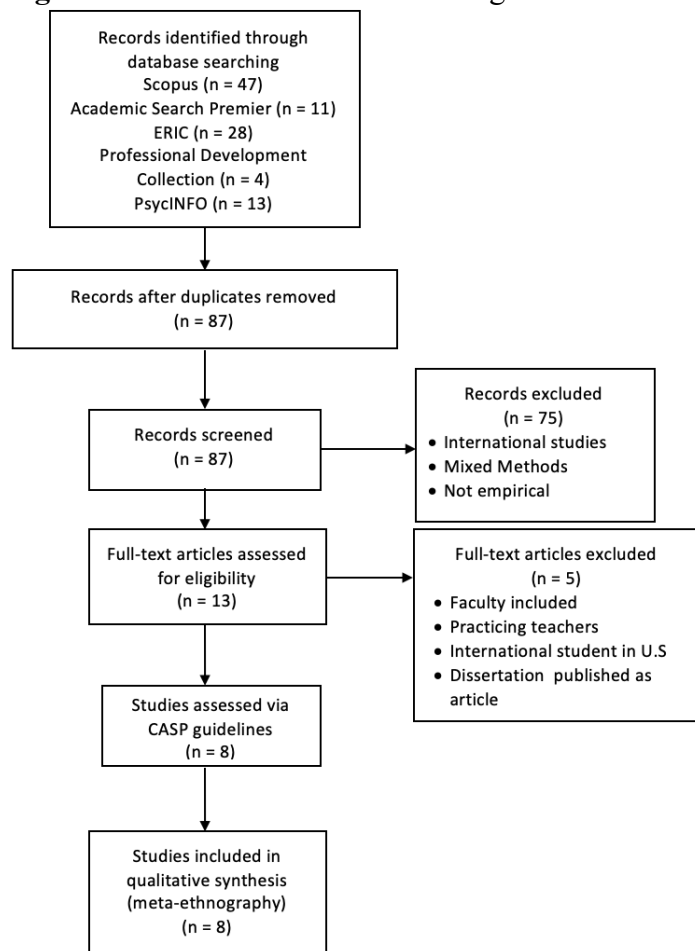 Records identified through
database searching
Scopus (n = 47)
Academic Search Premier (n = 11)
ERIC (n = 28)
Professional Development
Collection (n = 4)
PsycINFO (n = 13)
Records after duplicates removed
(n = 87)
Records screened
(n = 87)
Records excluded
(n = 75)
• International studies
• Mixed Methods
• Not empirical
Full-text articles assessed
for eligibility
(n = 13)
Full-text articles excluded
(n = 5)
• Faculty included
• Practicing teachers
• International student in U.S
• Dissertation published as
article
Studies assessed via
CASP guidelines
(n = 8)
Studies included in
qualitative synthesis
(meta-ethnography)
(n = 8)